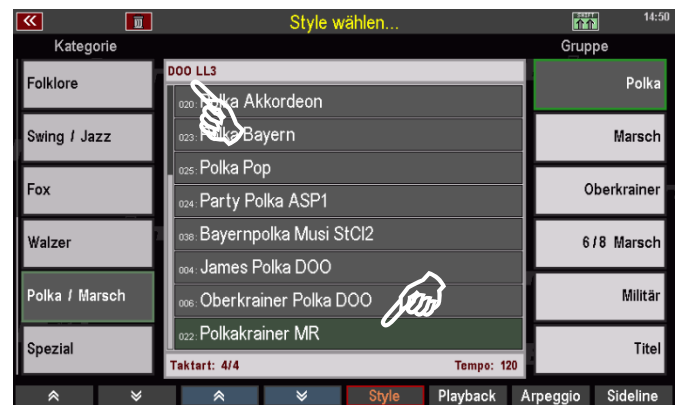 Style wählen...
14:50
Kategorie
Gruppe
Folklore
Swing / Jazz
Fox
Walzer
Polka / Marsch
Spezial
DOO LL3
020: Polka Akkordeon
023: Polka Bayern
025: Polka Pop
024: Party Polka ASP1
038: Bayernpolka Musi StCl2
004: James Polka DOO
006: Oberkrainer Polka DOO
022: Polkakrainer MR
Taktart: 4/4 Tempo: 120
Polka
Marsch
Oberkrainer
6/8 Marsch
Militär
Titel
Style Playback Arpeggio Sideline